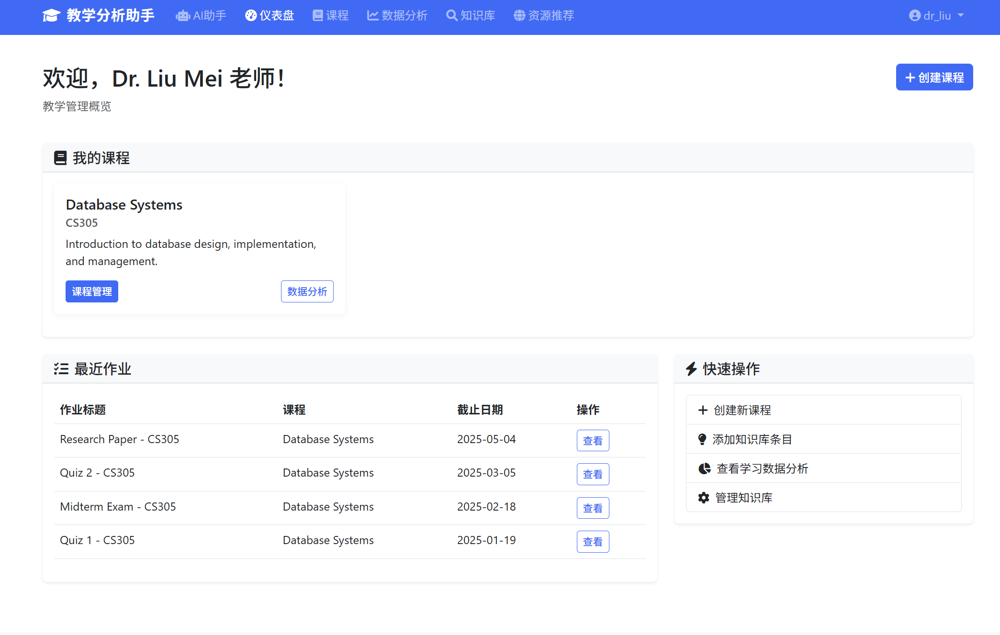 教学分析助手 AI助手 仪表盘 课程 数据分析 知识库 资源推荐 dr_liu
欢迎，Dr. Liu Mei 老师！
创建课程
教学管理概览
我的课程
Database Systems
CS305
Introduction to database design, implementation,
and management.
课程管理 数据分析
最近作业
作业标题 课程 截止日期 操作
Research Paper - CS305 Database Systems 2025-05-04 查看
Quiz 2 - CS305 Database Systems 2025-03-05 查看
Midterm Exam - CS305 Database Systems 2025-02-18 查看
Quiz 1 - CS305 Database Systems 2025-01-19 查看
快速操作
创建新课程
添加知识库条目
查看学习数据分析
管理知识库